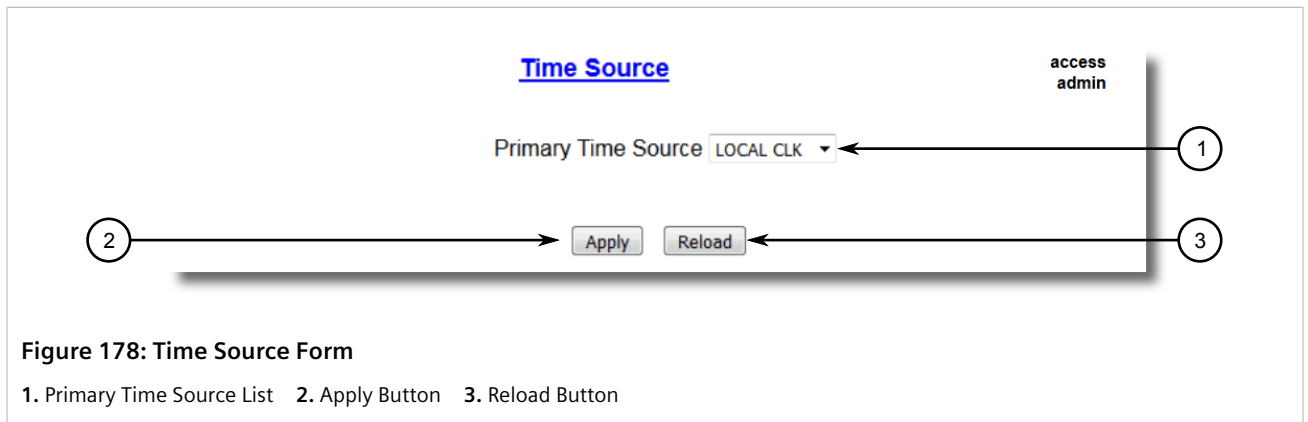 Time Source
access
admin
Primary Time Source LOCAL CLK
1
2
Apply Reload
3
Figure 178: Time Source Form
1. Primary Time Source List 2. Apply Button 3. Reload Button